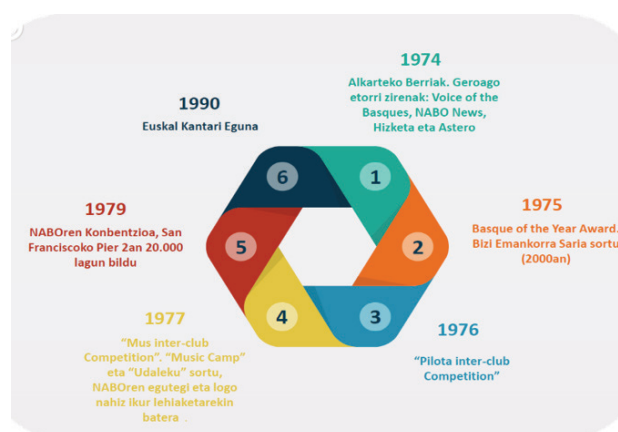 1974
Alkarteko Berriak. Geroago
etorri zirenak: Voice of the
Basques, NABO News,
Hizketa eta Astero
1990
Euskal Kantari Eguna
6
1
1979
NABOren Konbentzioa, San
Franciscoko Pier 2an 20.000
lagun bildu
5
2
1975
Basque of the Year Award.
Bizi Emankorra Saria sortu
(2000an)
4
3
1977
“Mus inter-club
Competition”. “Music Camp”
eta “Udaleku” sortu,
NABOren egutegi eta logo
nahiz ikur lehiaketarekin
batera .
1976
“Pilota inter-club
Competition”